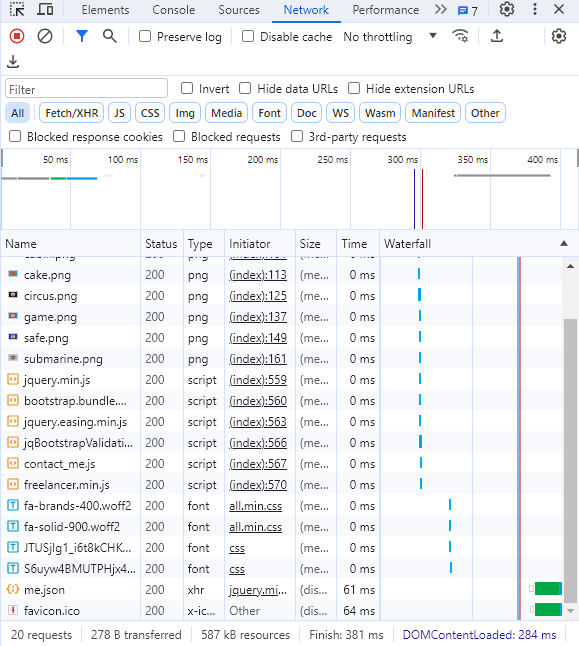 Elements Console Sources Network Performance 7
Preserve log Disable cache No throttling
Filter Invert Hide data URLs Hide extension URLs
All Fetch/XHR JS CSS Img Media Font Doc WS Wasm Manifest Other
Blocked response cookies Blocked requests 3rd-party requests
50 ms 100 ms 150 ms 200 ms 250 ms 300 ms 350 ms 400 ms
Name Status Type Initiator Size Time Waterfall
cake.png 200 png (index):113 (me... 0 ms
circus.png 200 png (index):125 (me... 0 ms
game.png 200 png (index):137 (me... 0 ms
safe.png 200 png (index):149 (me... 0 ms
submarine.png 200 png (index):161 (me... 0 ms
jquery.min.js 200 script (index):559 (me... 0 ms
bootstrap.bundle.... 200 script (index):560 (me... 0 ms
jquery.easing.min.js 200 script (index):563 (me... 0 ms
jqBootstrapValidati... 200 script (index):566 (me... 0 ms
contact_me.js 200 script (index):567 (me... 0 ms
freelancer.min.js 200 script (index):570 (me... 0 ms
fa-brands-400.woff2 200 font all.min.css (me... 0 ms
fa-solid-900.woff2 200 font all.min.css (me... 0 ms
JTUSjIg1_i6t8kCHK... 200 font css (me... 0 ms
S6uyw4BMUTPHjx4... 200 font css (me... 0 ms
me.json 200 xhr jquery.mi... (dis... 61 ms
favicon.ico 200 x-ic... Other (dis... 64 ms
20 requests 278 B transferred 587 kB resources Finish: 381 ms DOMContentLoaded: 284 ms